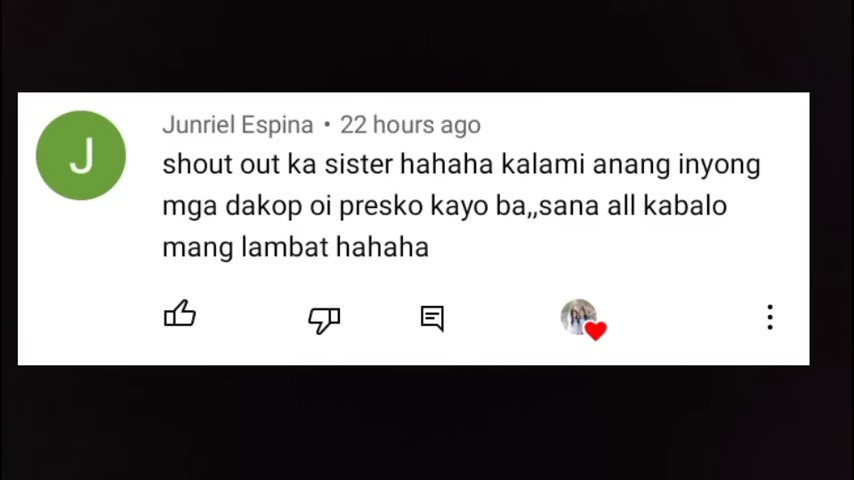 J
Junriel Espina • 22 hours ago
shout out ka sister hahaha kalami anang inyong
mga dakop oi presko kayo ba,,sana all kabalo
mang lambat hahaha